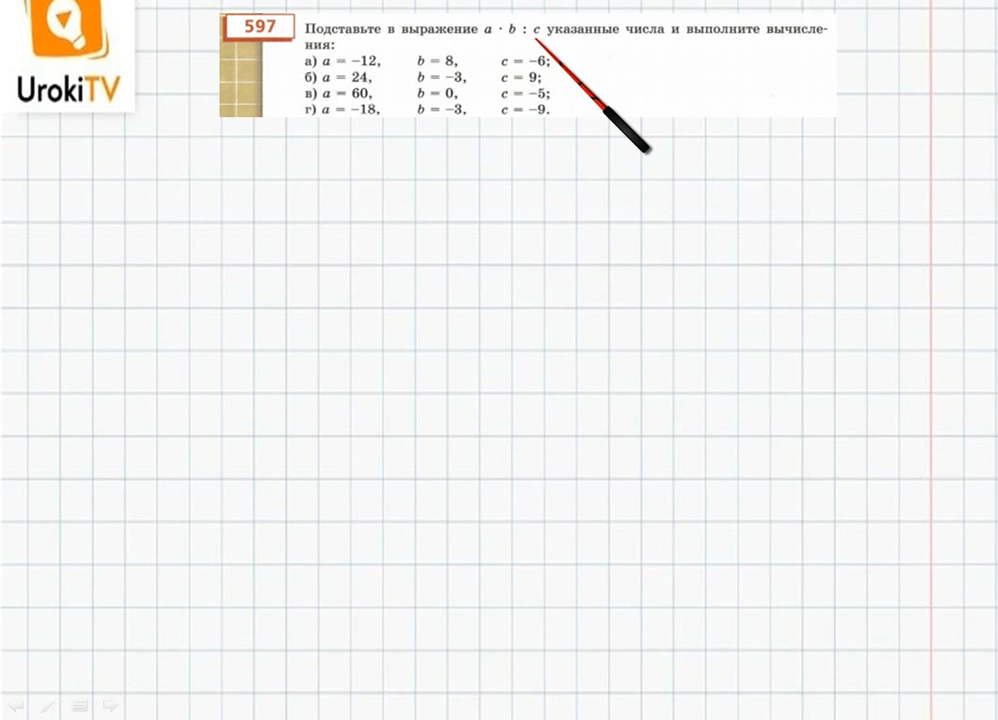 UrokiTV
597
Подставьте в выражение a · b : c указанные числа и выполните вычисле-
ния:
а) a = −12, b = 8, c = −6;
б) a = 24, b = −3, c = 9;
в) a = 60, b = 0, c = −5;
г) a = −18, b = −3, c = −9.